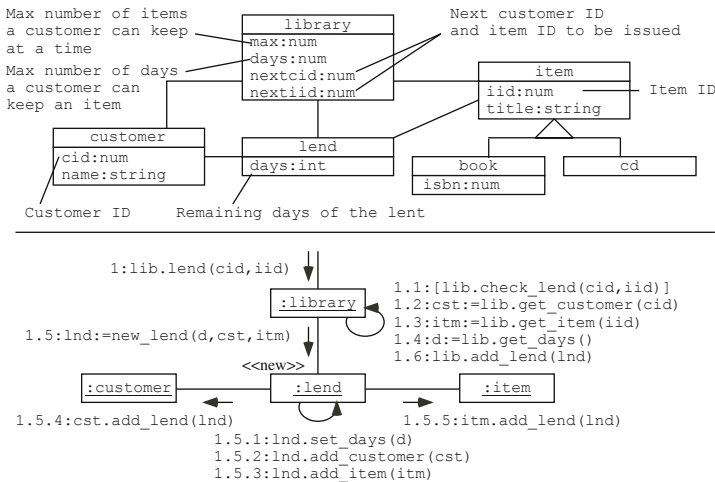 Max number of items
a customer can keep
at a time
Max number of days
a customer can
keep an item
library
max:num
days:num
nextcid:num
nextiid:num
Next customer ID
and item ID to be issued
item
iid:num
title:string
Item ID
customer
cid:num
name:string
lend
days:int
book
isbn:num
cd
Customer ID
Remaining days of the lent
1:lib.lend(cid,iid)
:library
1.1:[lib.check_lend(cid,iid)]
1.2:cst:=lib.get_customer(cid)
1.3:itm:=lib.get_item(iid)
1.4:d:=lib.get_days()
1.6:lib.add_lend(lnd)
1.5:lnd:=new_lend(d,cst,itm)
<<new>>
:customer
:lend
:item
1.5.4:cst.add_lend(lnd)
1.5.5:itm.add_lend(lnd)
1.5.1:lnd.set_days(d)
1.5.2:lnd.add_customer(cst)
1.5.3:lnd.add_item(itm)